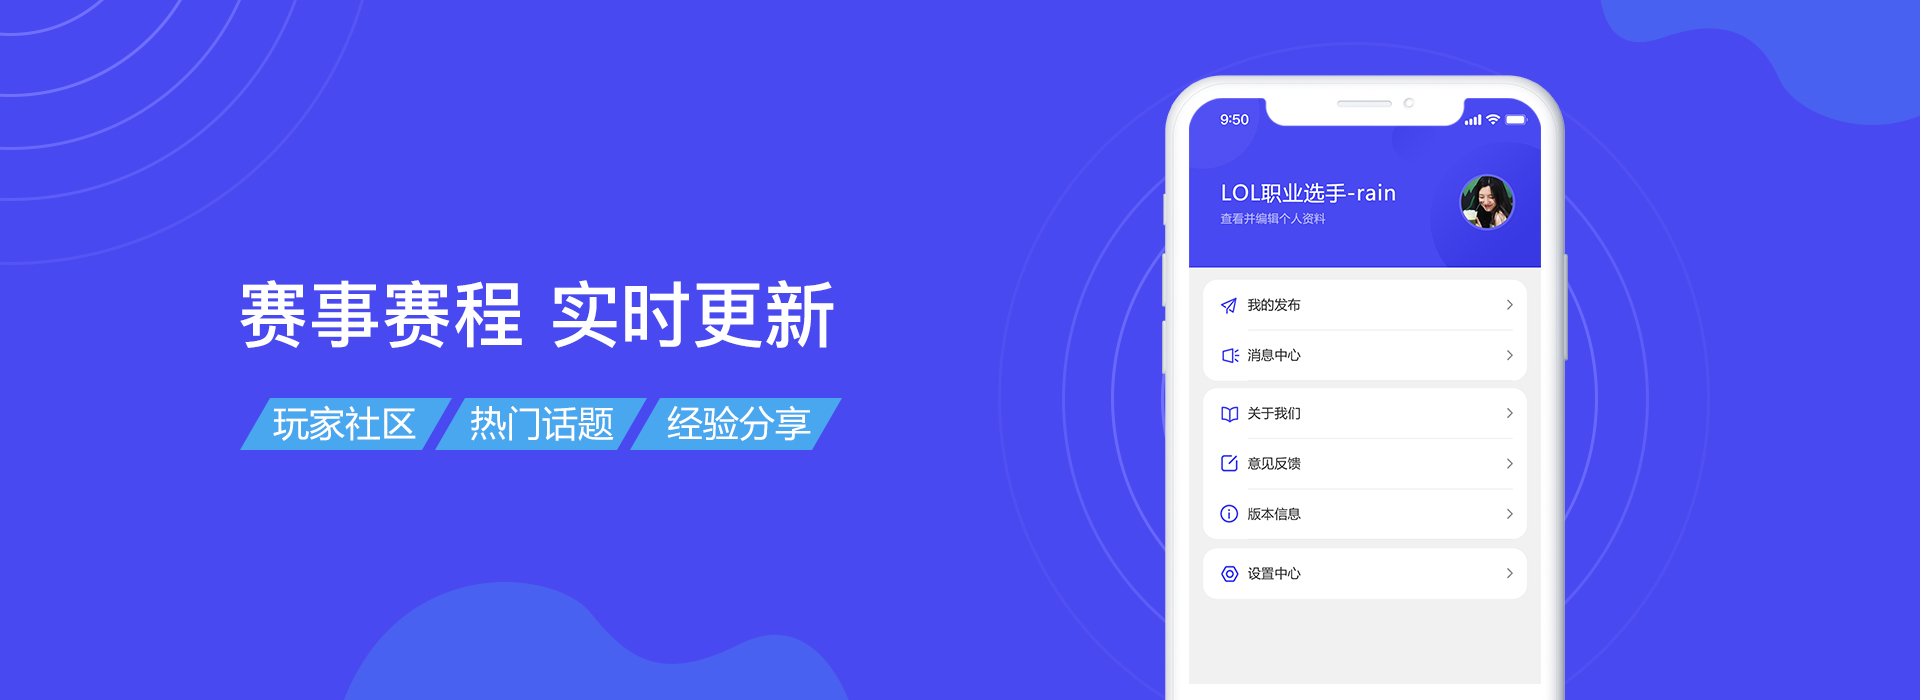 赛事赛程 实时更新
玩家社区 热门话题 经验分享
9:50
LOL职业选手-rain
查看并编辑个人资料
我的发布
消息中心
关于我们
意见反馈
版本信息
设置中心